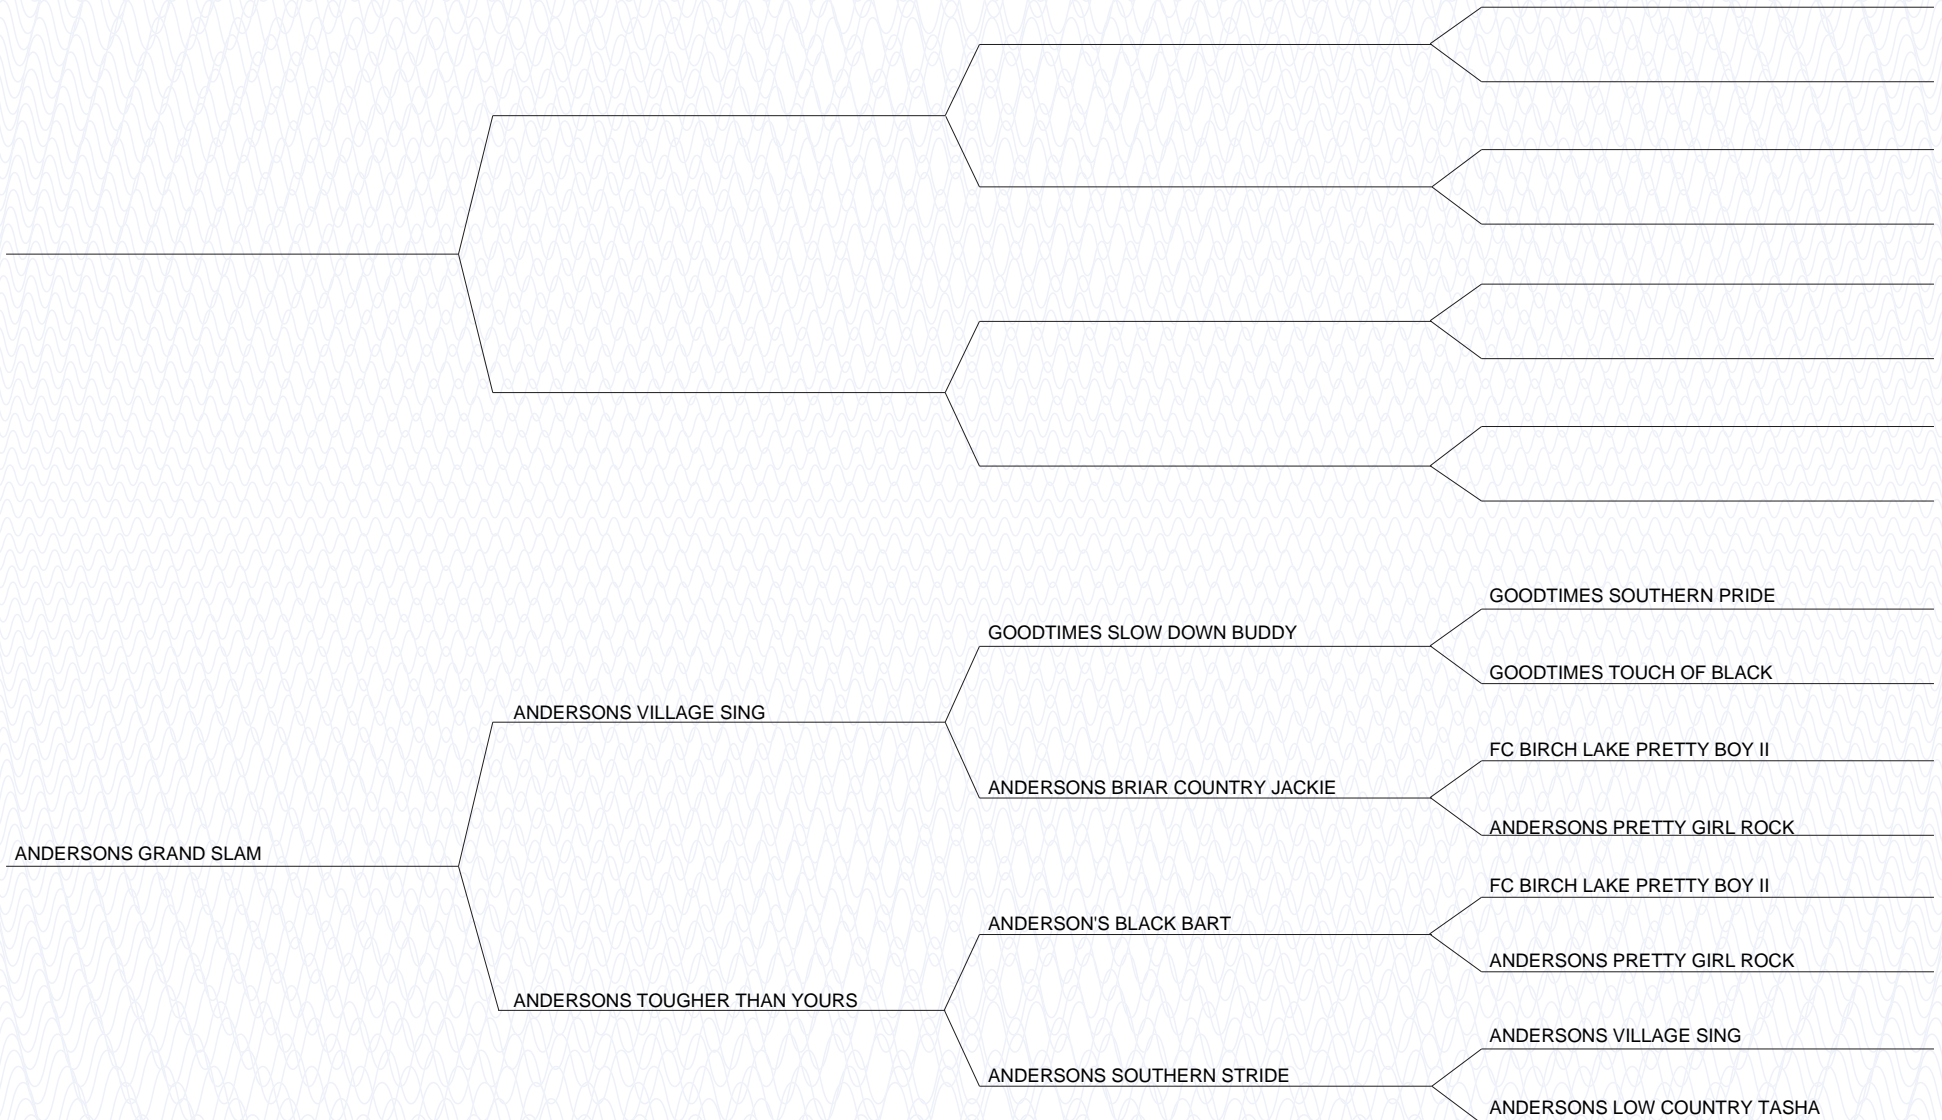 GOODTIMES SOUTHERN PRIDE
GOODTIMES SLOW DOWN BUDDY
GOODTIMES TOUCH OF BLACK
ANDERSONS VILLAGE SING
FC BIRCH LAKE PRETTY BOY II
ANDERSONS BRIAR COUNTRY JACKIE
ANDERSONS PRETTY GIRL ROCK
ANDERSONS GRAND SLAM
FC BIRCH LAKE PRETTY BOY II
ANDERSON'S BLACK BART
ANDERSONS PRETTY GIRL ROCK
ANDERSONS TOUGHER THAN YOURS
ANDERSONS VILLAGE SING
ANDERSONS SOUTHERN STRIDE
ANDERSONS LOW COUNTRY TASHA